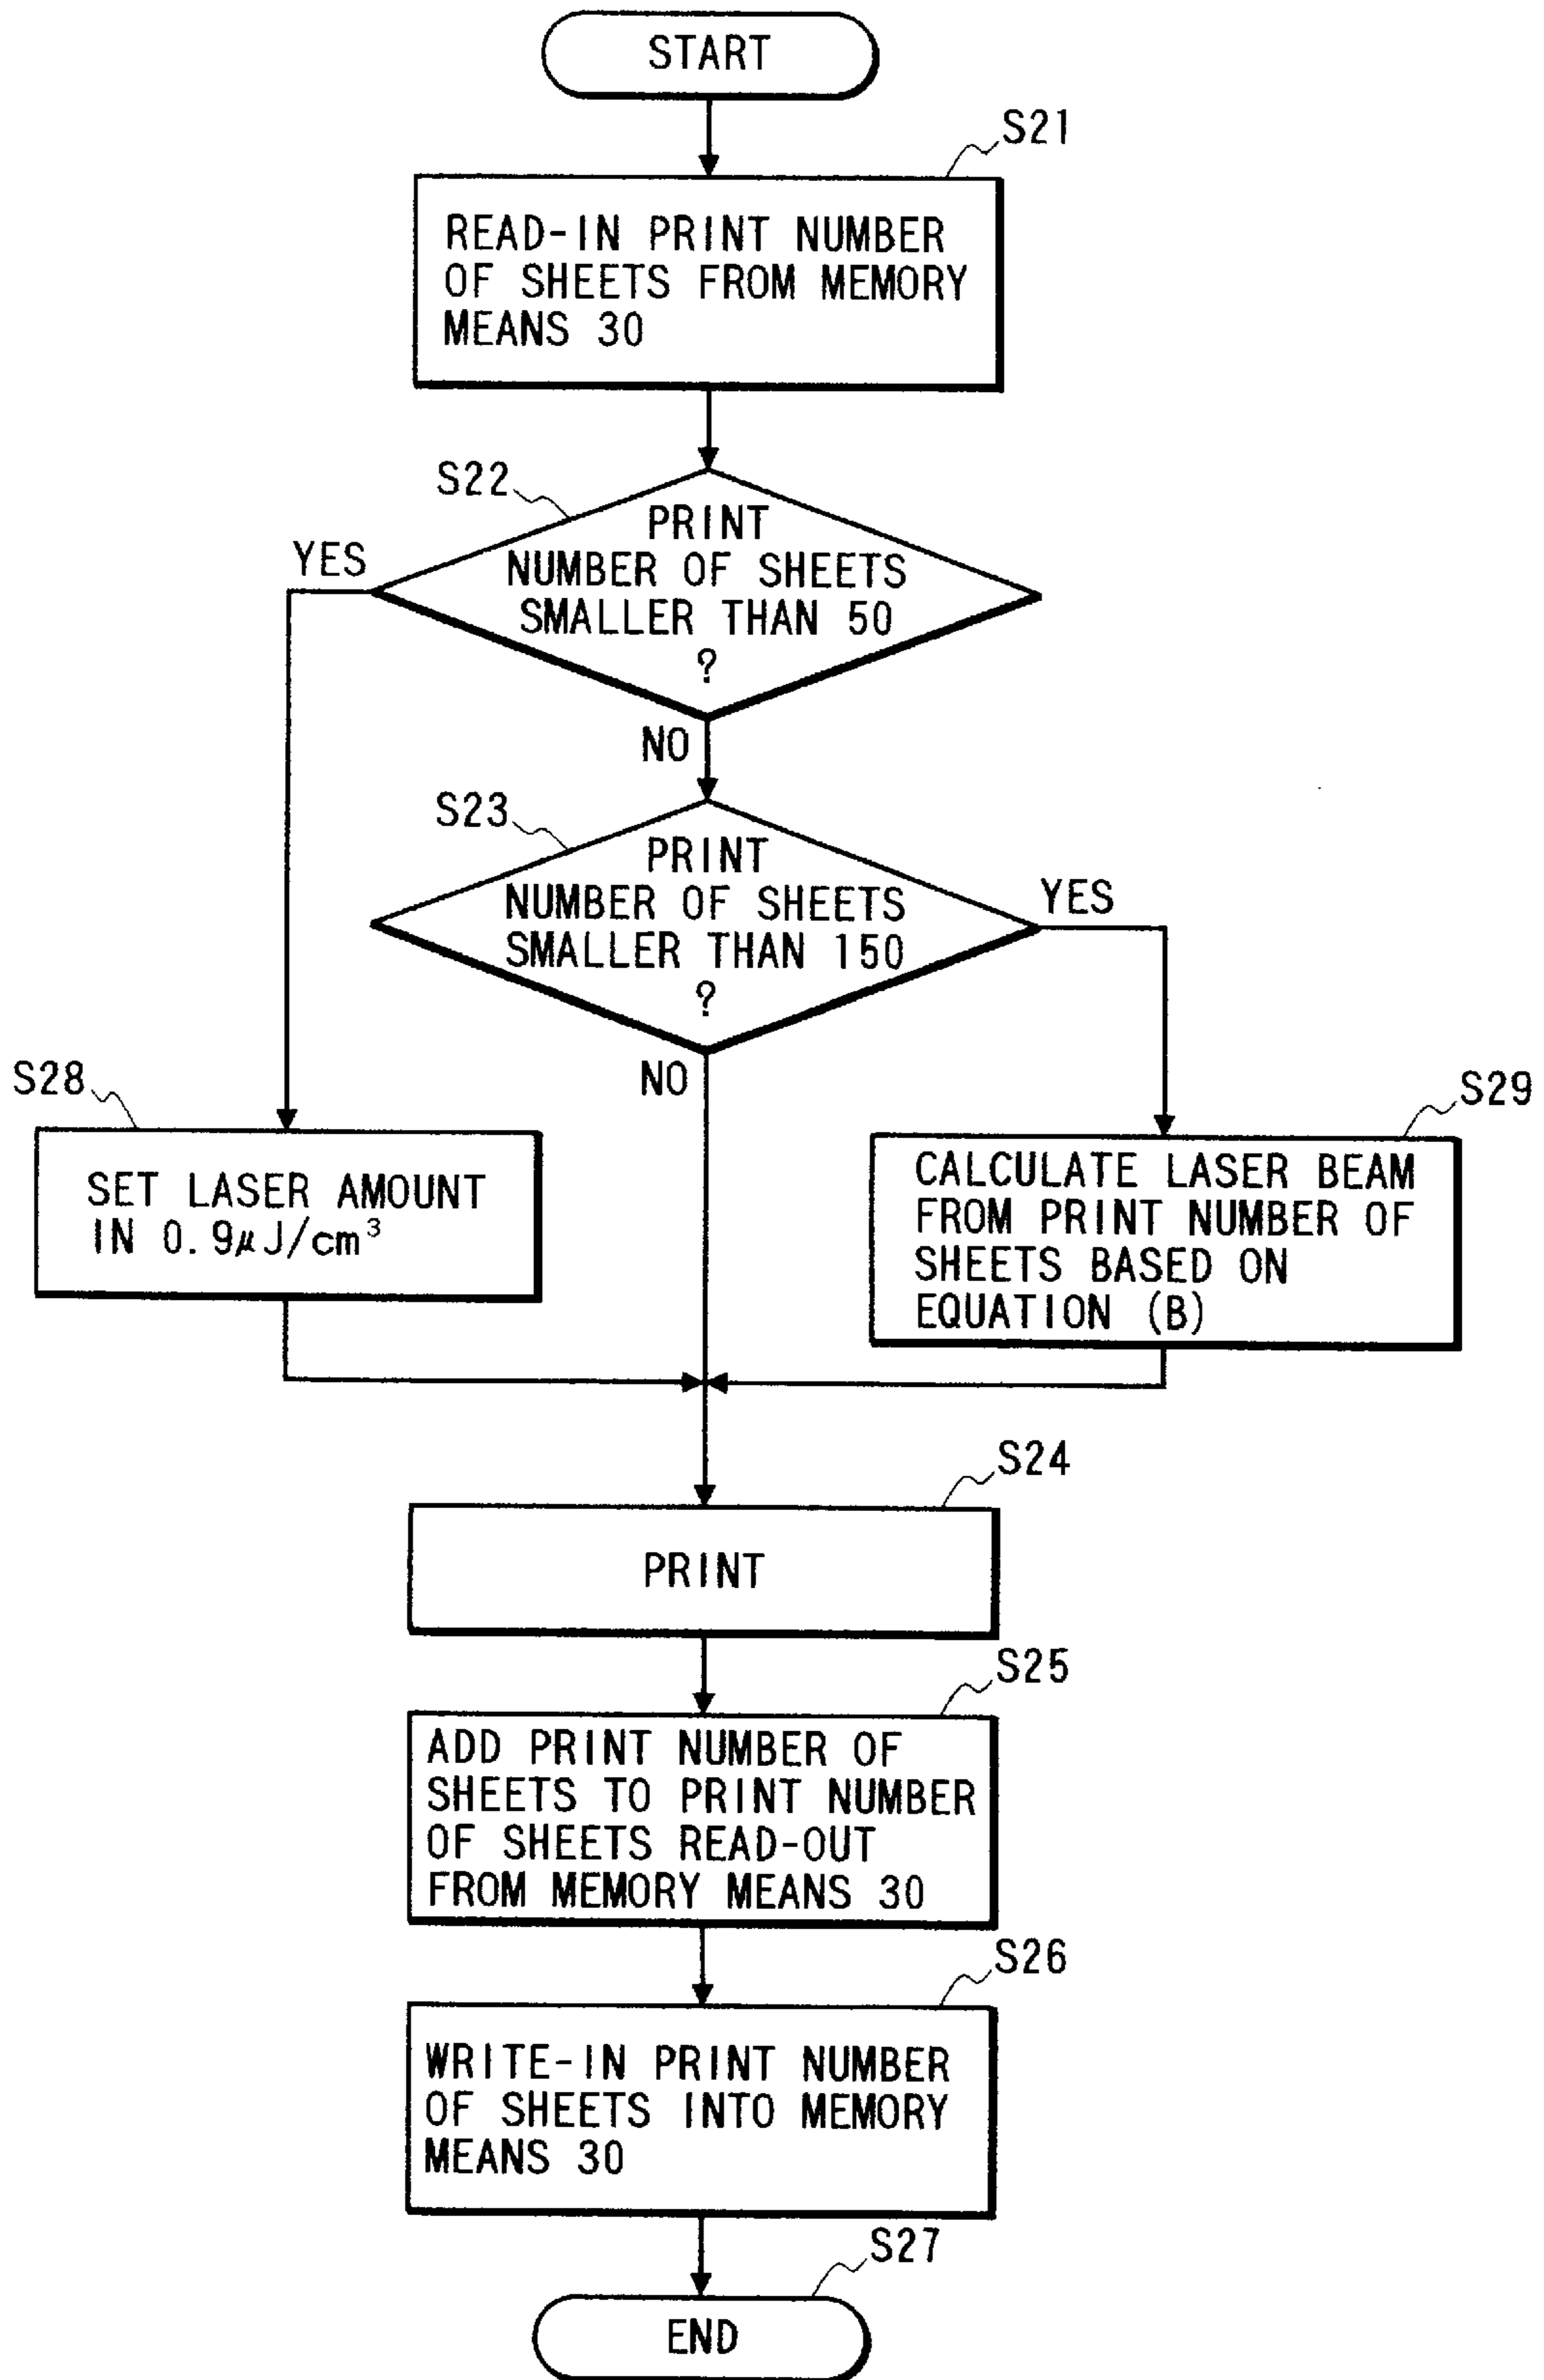 START
S21
READ-IN PRINT NUMBER
OF SHEETS FROM MEMORY
MEANS 30
S22
PRINT
NUMBER OF SHEETS
SMALLER THAN 50
?
YES
NO
S23
PRINT
NUMBER OF SHEETS
SMALLER THAN 150
?
YES
NO
S28
SET LASER AMOUNT
IN 0.9μJ/cm³
S29
CALCULATE LASER BEAM
FROM PRINT NUMBER OF
SHEETS BASED ON
EQUATION (B)
S24
PRINT
S25
ADD PRINT NUMBER OF
SHEETS TO PRINT NUMBER
OF SHEETS READ-OUT
FROM MEMORY MEANS 30
S26
WRITE-IN PRINT NUMBER
OF SHEETS INTO MEMORY
MEANS 30
S27
END